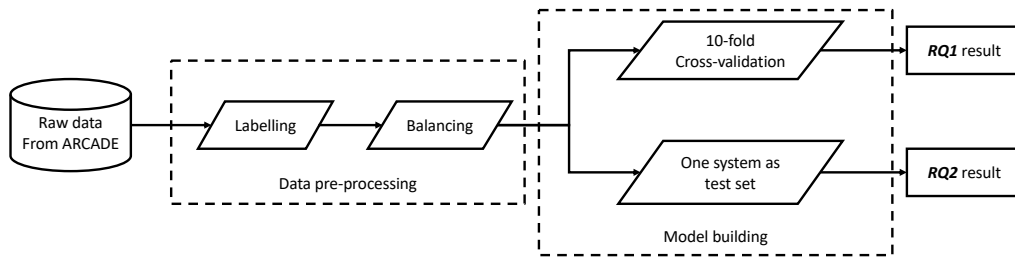 Raw data
From ARCADE
Labelling
Balancing
Data pre-processing
10-fold
Cross-validation
One system as
test set
Model building
RQ1 result
RQ2 result